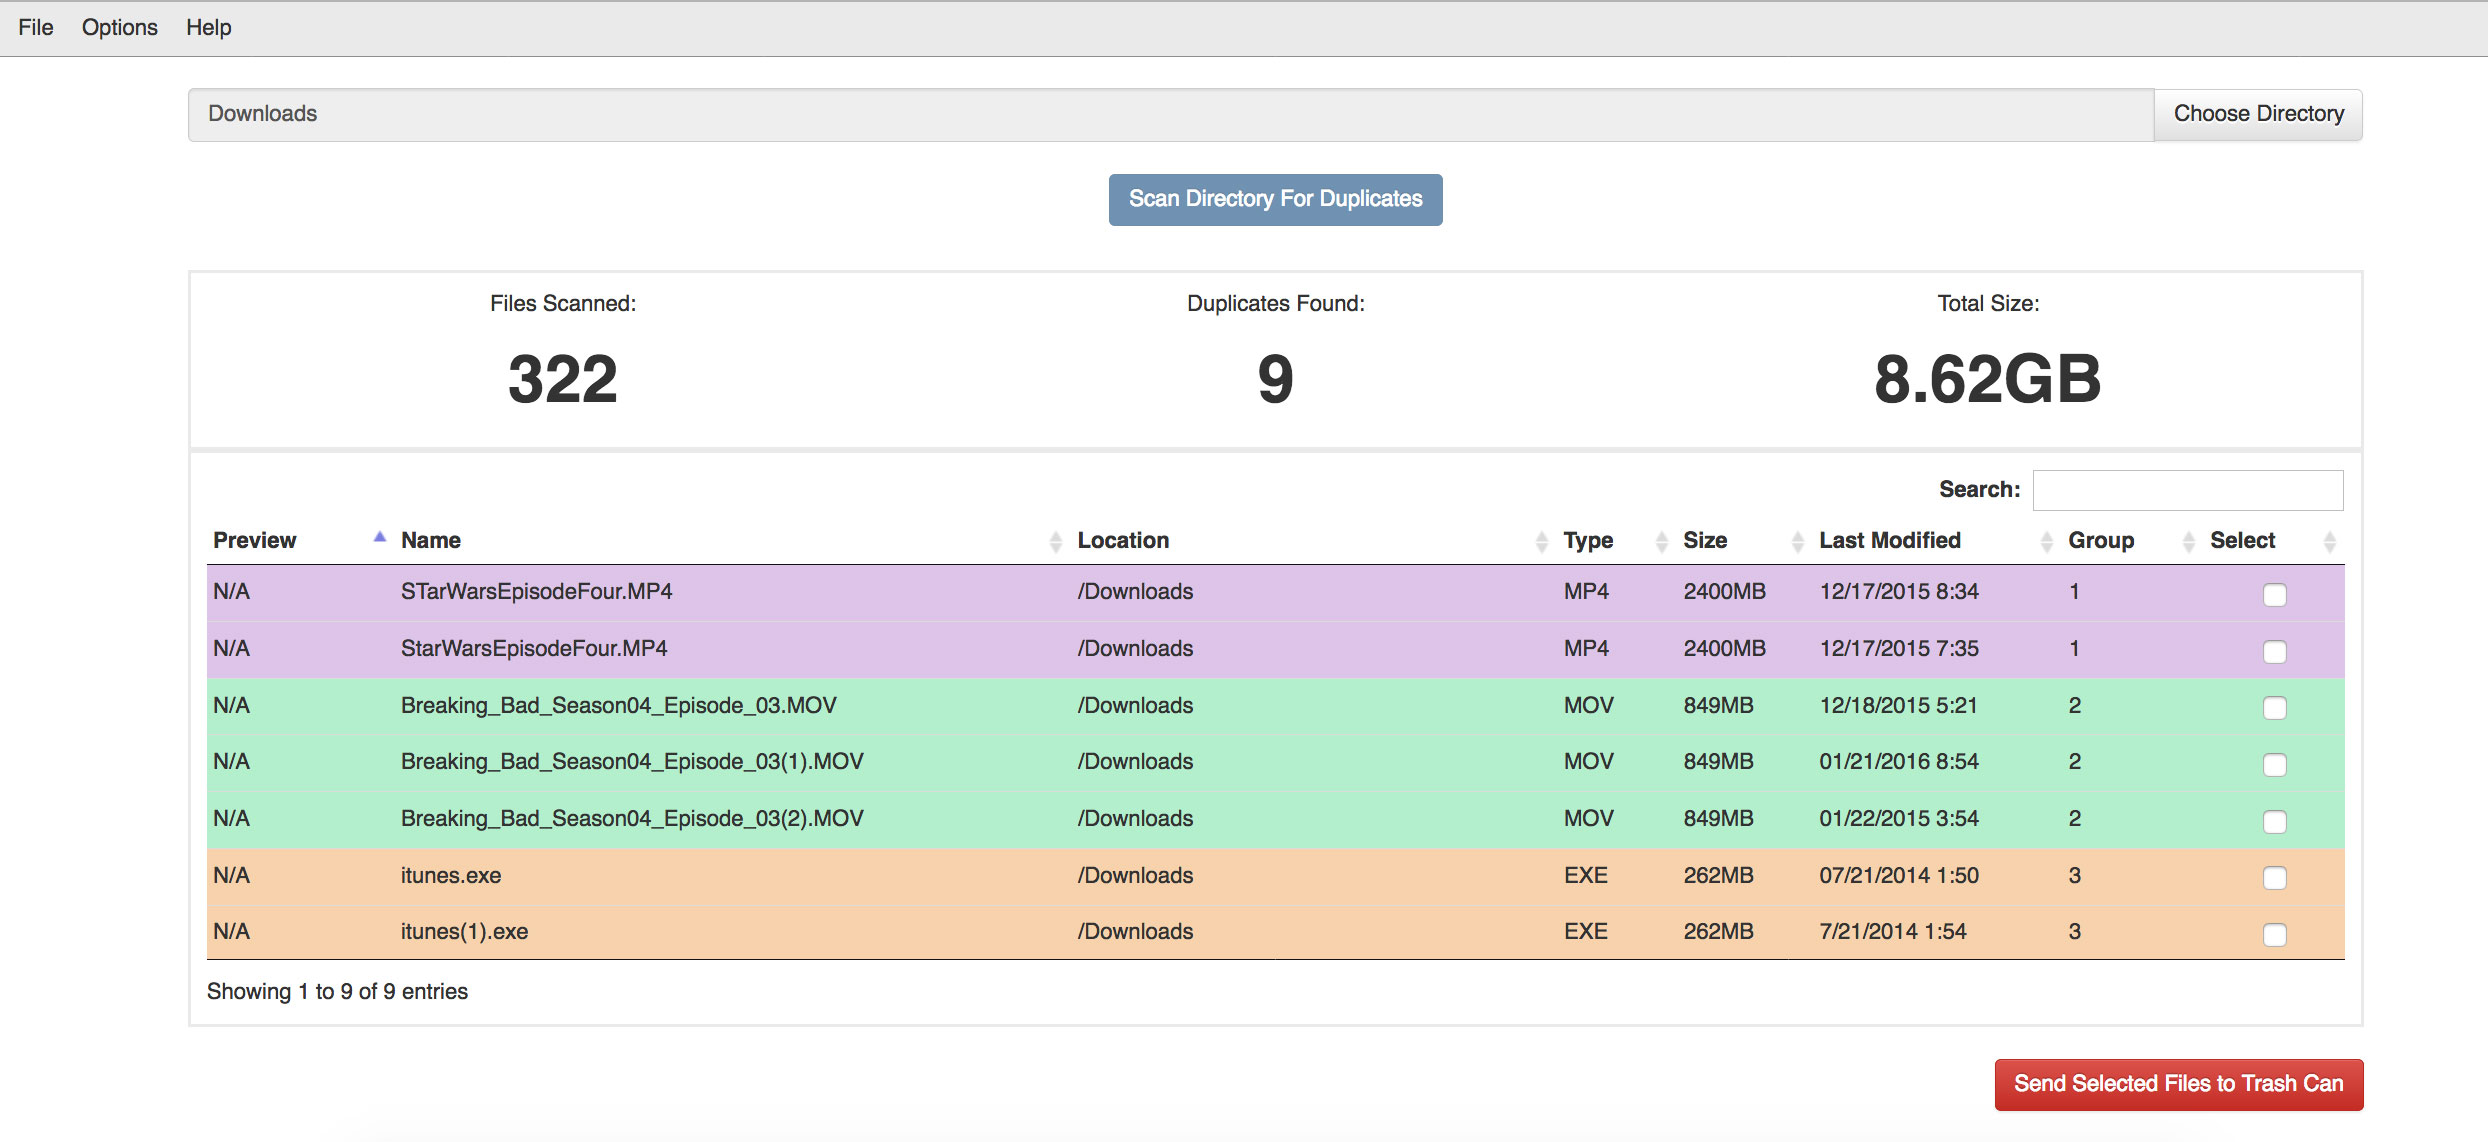 File Options Help
Downloads Choose Directory
Scan Directory For Duplicates
Files Scanned: Duplicates Found: Total Size:
322 9 8.62GB
Search:
Preview Name Location Type Size Last Modified Group Select
N/A STarWarsEpisodeFour.MP4 /Downloads MP4 2400MB 12/17/2015 8:34 1
N/A StarWarsEpisodeFour.MP4 /Downloads MP4 2400MB 12/17/2015 7:35 1
N/A Breaking_Bad_Season04_Episode_03.MOV /Downloads MOV 849MB 12/18/2015 5:21 2
N/A Breaking_Bad_Season04_Episode_03(1).MOV /Downloads MOV 849MB 01/21/2016 8:54 2
N/A Breaking_Bad_Season04_Episode_03(2).MOV /Downloads MOV 849MB 01/22/2015 3:54 2
N/A itunes.exe /Downloads EXE 262MB 07/21/2014 1:50 3
N/A itunes(1).exe /Downloads EXE 262MB 7/21/2014 1:54 3
Showing 1 to 9 of 9 entries
Send Selected Files to Trash Can